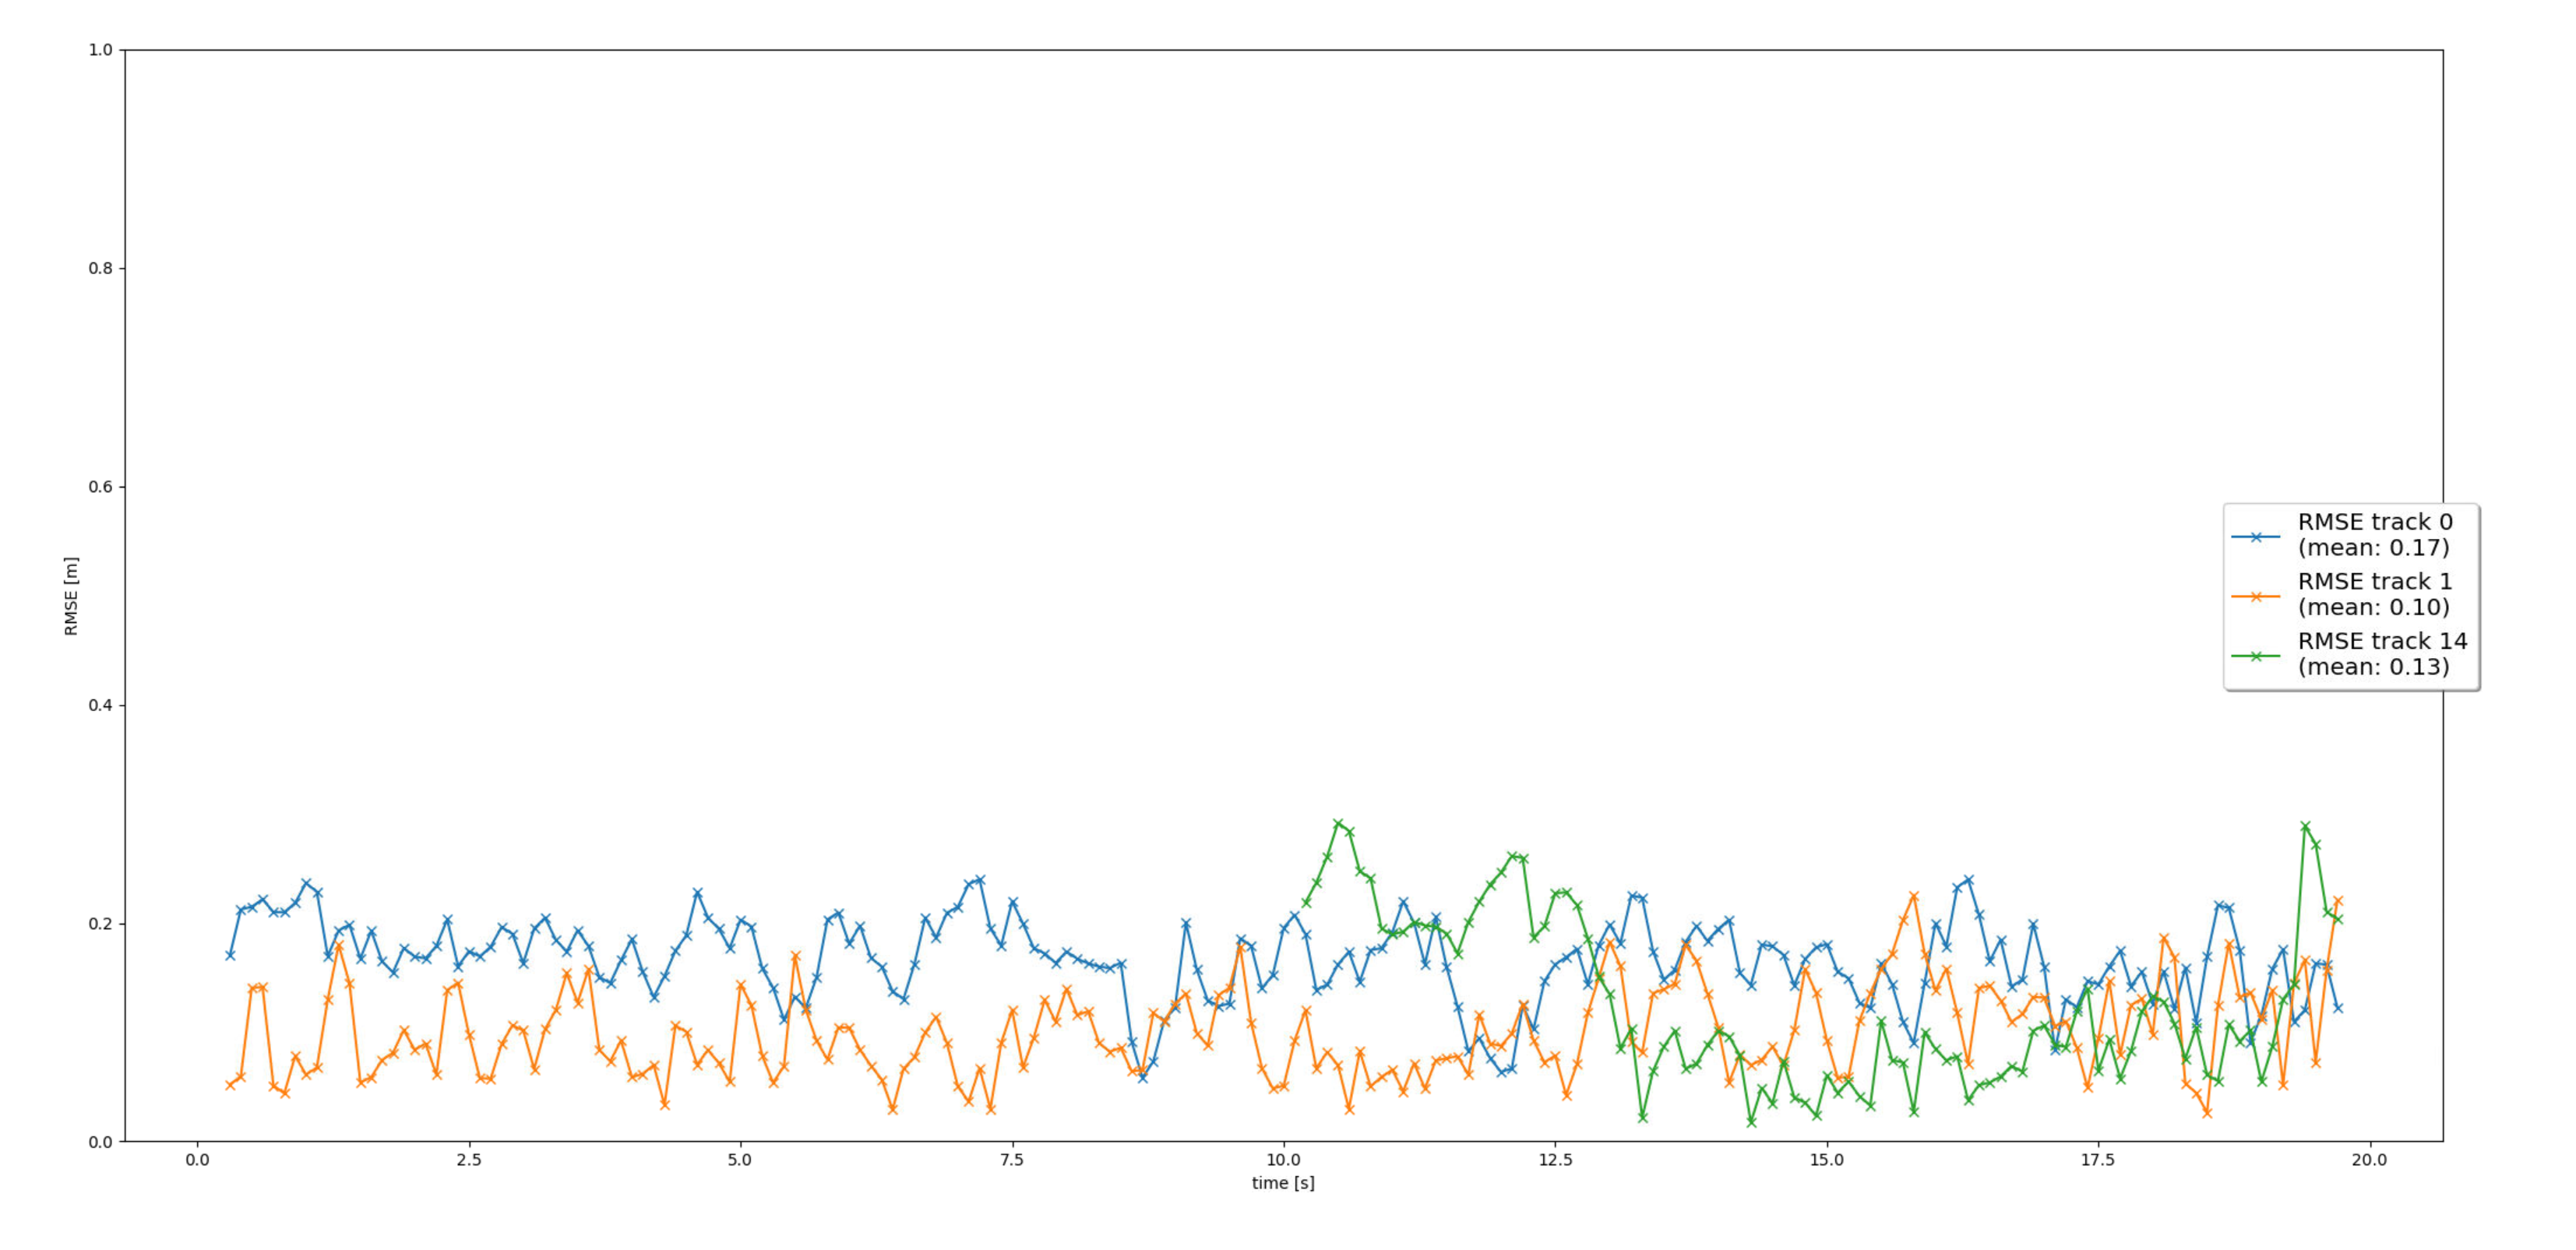 1.0
0.8
0.6
0.4
0.2
0.0
RMSE [m]
0.0 2.5 5.0 7.5 10.0 12.5 15.0 17.5 20.0
time [s]
RMSE track 0
(mean: 0.17)
RMSE track 1
(mean: 0.10)
RMSE track 14
(mean: 0.13)